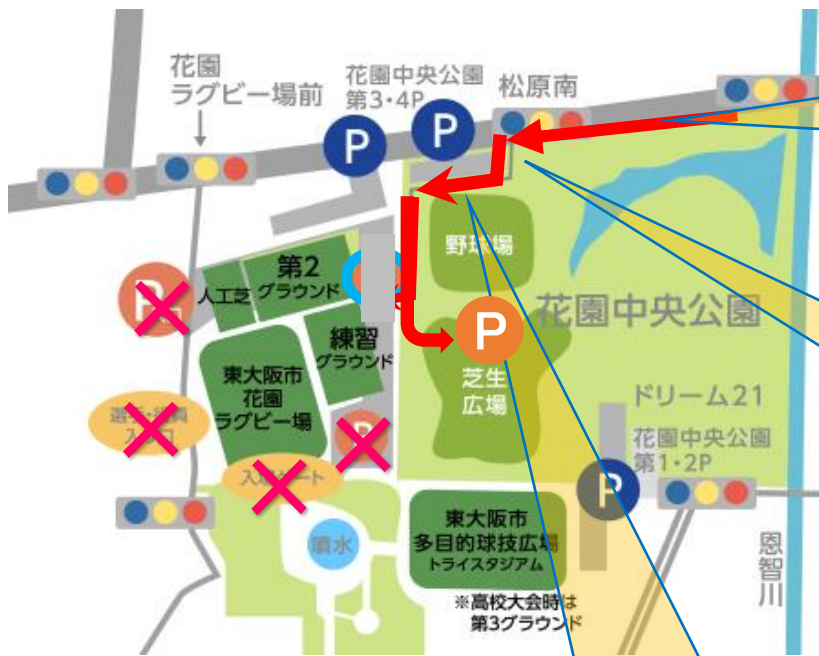 花園
ラグビー場前
花園中央公園
第3・4P
松原南
P
P
野球場
第2
グラウンド
人工芝
花園中央公園
P
練習
グラウンド
東大阪市
花園
ラグビー場
芝生
広場
ドリーム21
花園中央公園
第1・2P
P
P
噴水
東大阪市
多目的球技広場
トライスタジアム
※高校大会時は
第3グラウンド
恩智川